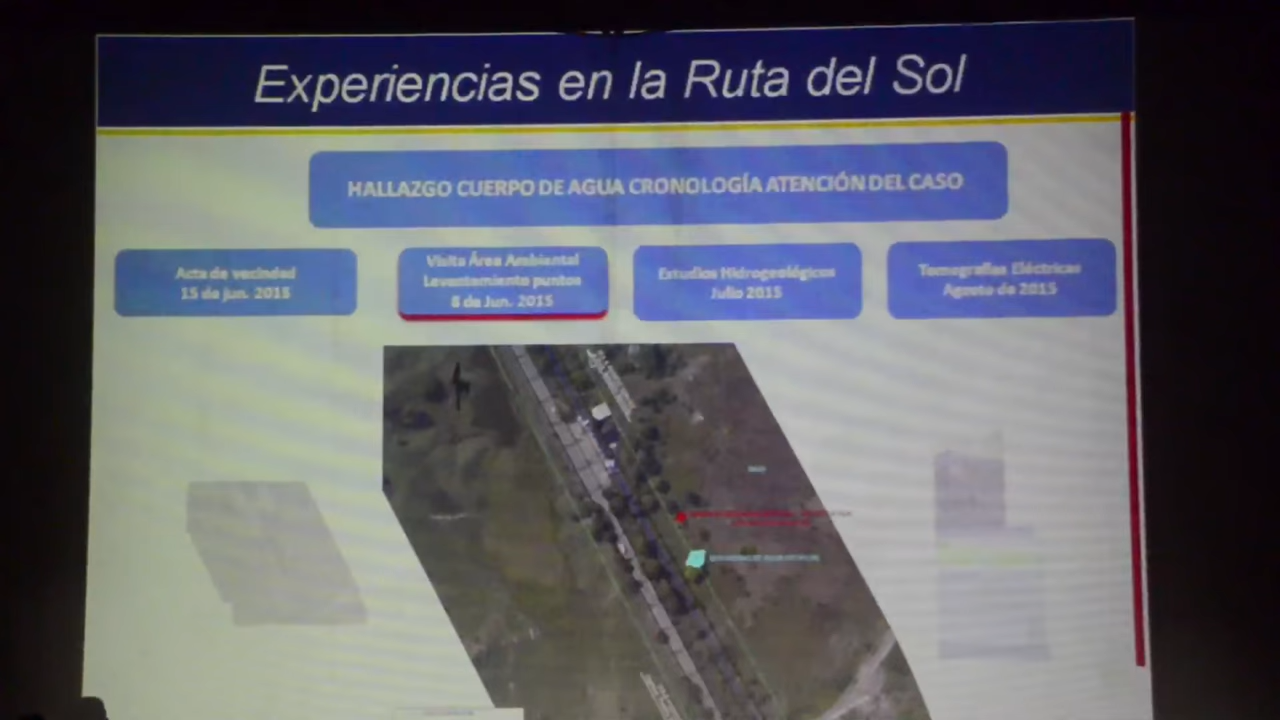 Experiencias en la Ruta del Sol
HALLAZGO CUERPO DE AGUA CRONOLOGÍA ATENCIÓN DEL CASO
Acta de vecindad
15 de jun. 2015
Visita Área Ambiental
Levantamiento puntos
8 de Jun. 2015
Estudios Hidrogeológicos
Julio 2015
Tomografías Eléctricas
Agosto de 2015